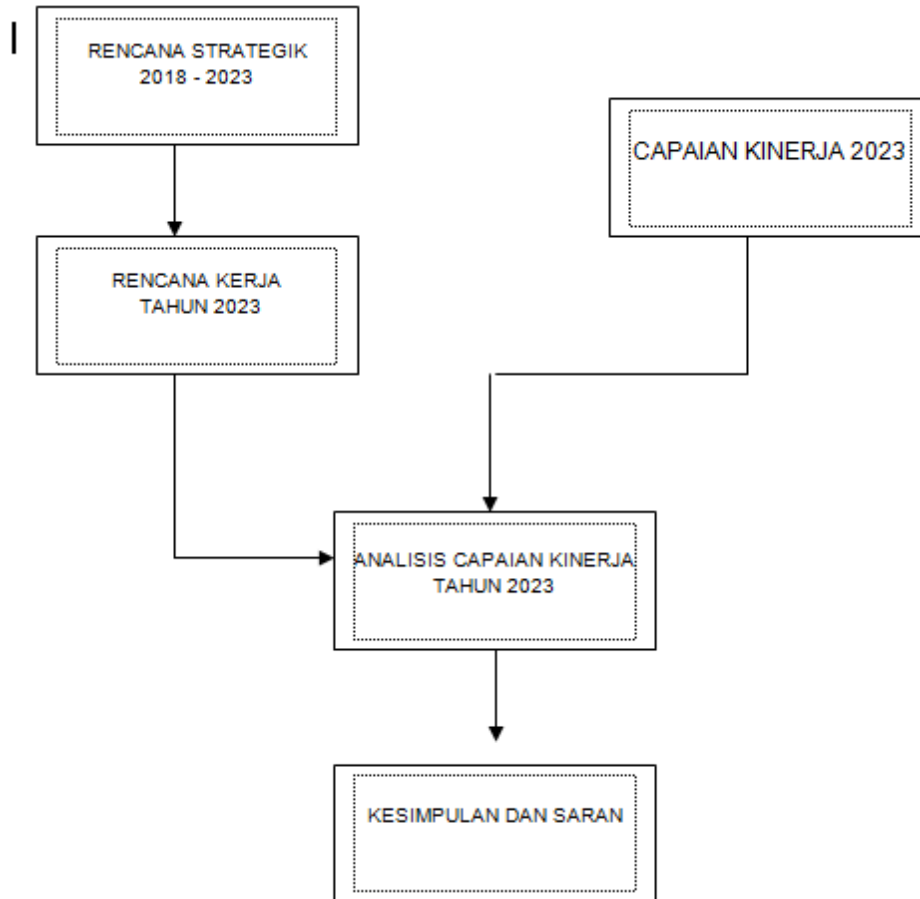 RENCANA STRATEGIK
2018 - 2023
CAPAIAN KINERJA 2023
RENCANA KERJA
TAHUN 2023
ANALISIS CAPAIAN KINERJA
TAHUN 2023
KESIMPULAN DAN SARAN